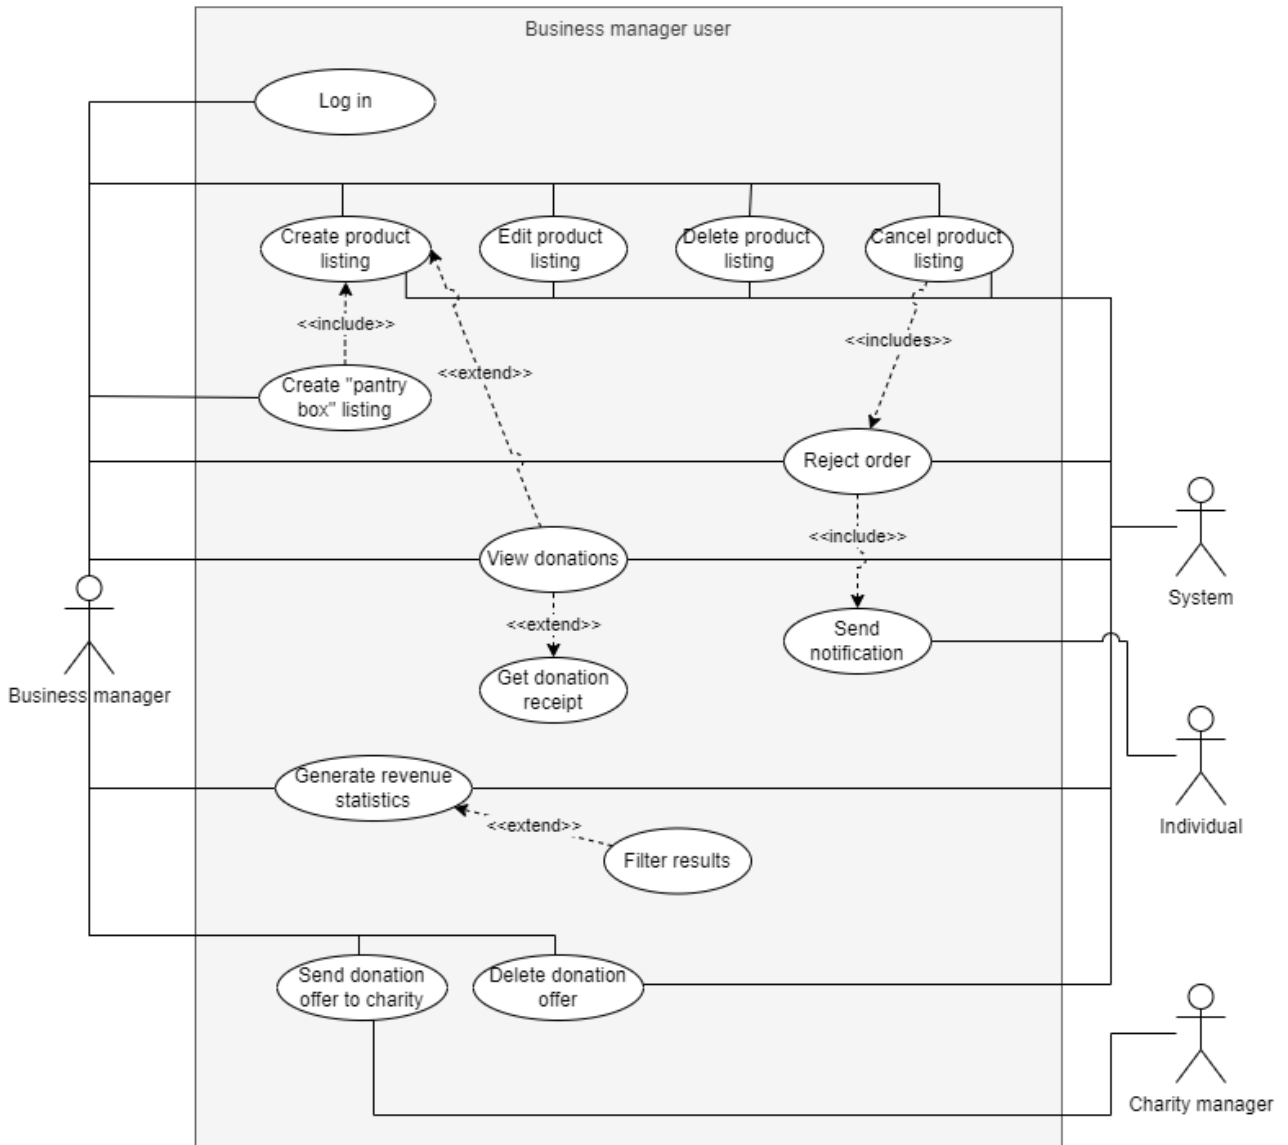 Business manager user
Log in
Create product
listing
Edit product
listing
Delete product
listing
Cancel product
listing
<<include>>
<<includes>>
<<extend>>
Create "pantry
box" listing
Reject order
<<include>>
View donations
System
<<extend>>
Send
notification
Get donation
receipt
Business manager
Generate revenue
statistics
<<extend>>
Individual
Filter results
Send donation
offer to charity
Delete donation
offer
Charity manager